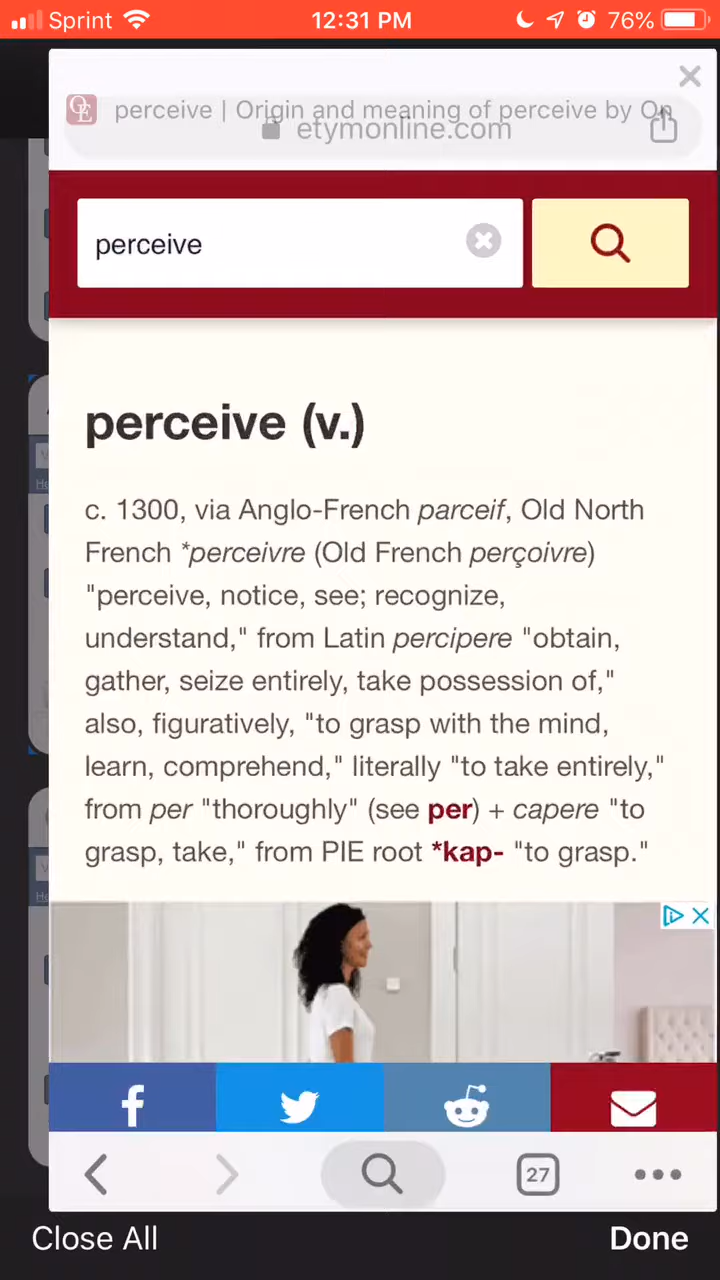 Sprint 12:31 PM 76%
OE perceive | Origin and meaning of perceive by On
etymonline.com
perceive
perceive (v.)
c. 1300, via Anglo-French parceif, Old North
French *perceivre (Old French perçoivre)
"perceive, notice, see; recognize,
understand," from Latin percipere "obtain,
gather, seize entirely, take possession of,"
also, figuratively, "to grasp with the mind,
learn, comprehend," literally "to take entirely,"
from per "thoroughly" (see per) + capere "to
grasp, take," from PIE root *kap- "to grasp."
27
Close All Done